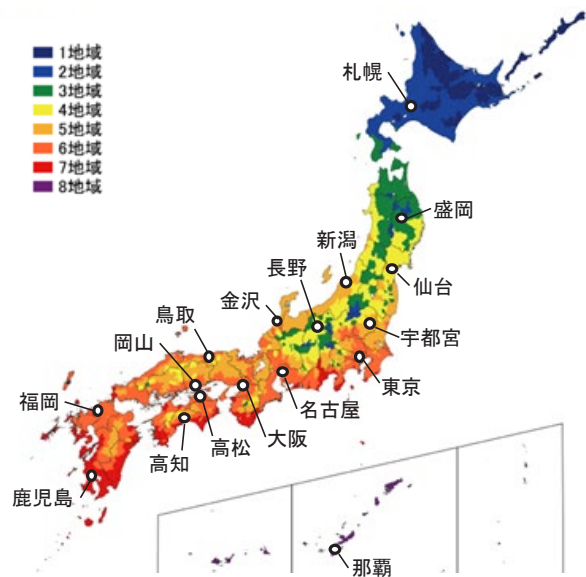 1地域
2地域
3地域
4地域
5地域
6地域
7地域
8地域
札幌
盛岡
新潟
仙台
長野
金沢
鳥取
宇都宮
岡山
東京
福岡
名古屋
大阪
高松
高知
鹿児島
那覇